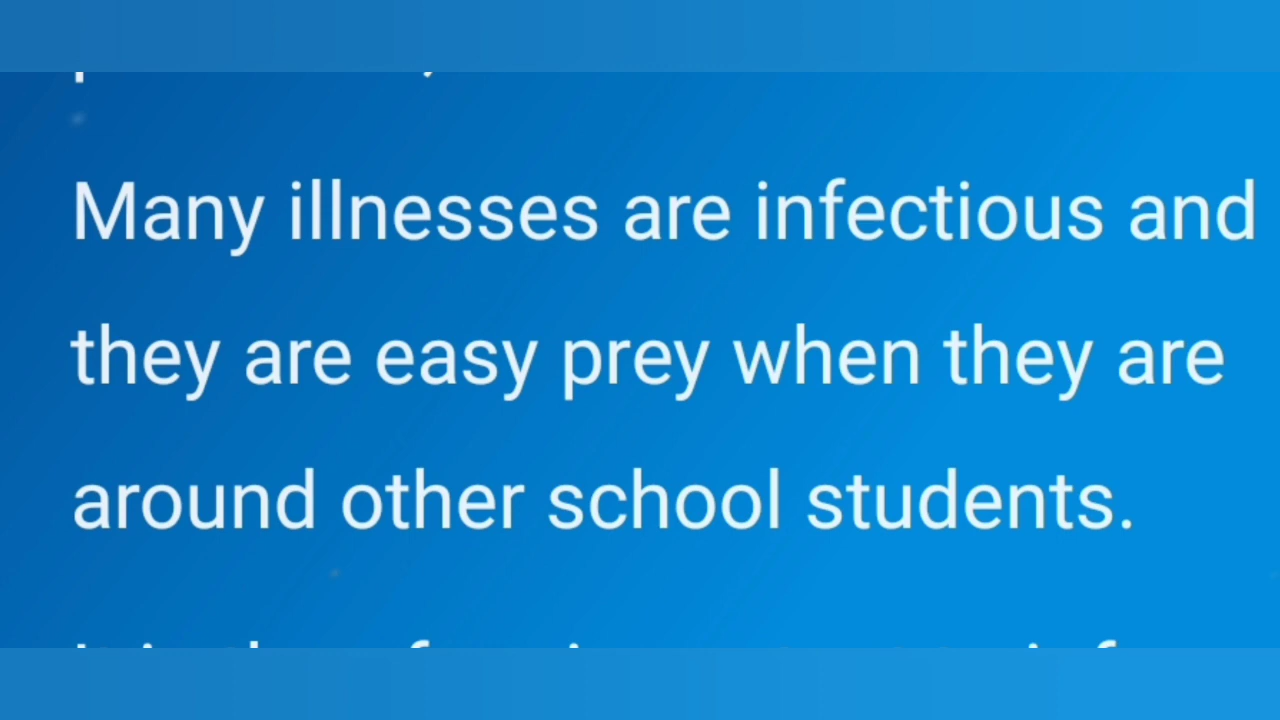 Many illnesses are infectious and
they are easy prey when they are
around other school students.